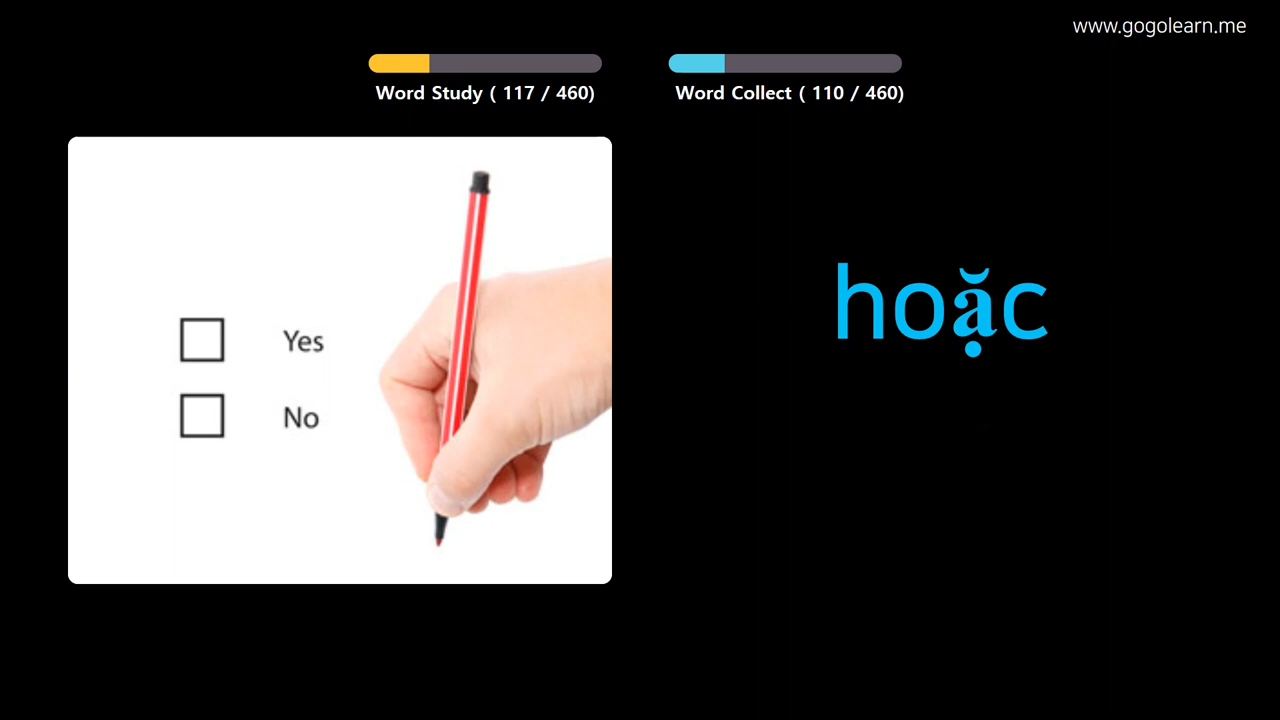 www.gogolearn.me
Word Study ( 117 / 460)
Word Collect ( 110 / 460)
hoặc
Yes
No